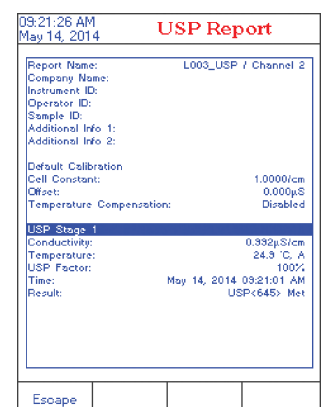 09:21:26 AM
May 14, 2014
USP Report
Report Name: L003_USP / Channel 2
Company Name:
Instrument ID:
Operator ID:
Sample ID:
Additional Info 1:
Additional Info 2:
Default Calibration
Cell Constant: 1.0000/cm
Offset: 0.000µS
Temperature Compensation: Disabled
USP Stage 1
Conductivity: 0.992µS/cm
Temperature: 24.9 °C, A
USP Factor: 100%
Time: May 14, 2014 09:21:01 AM
Result: USP<645> Met
Escape